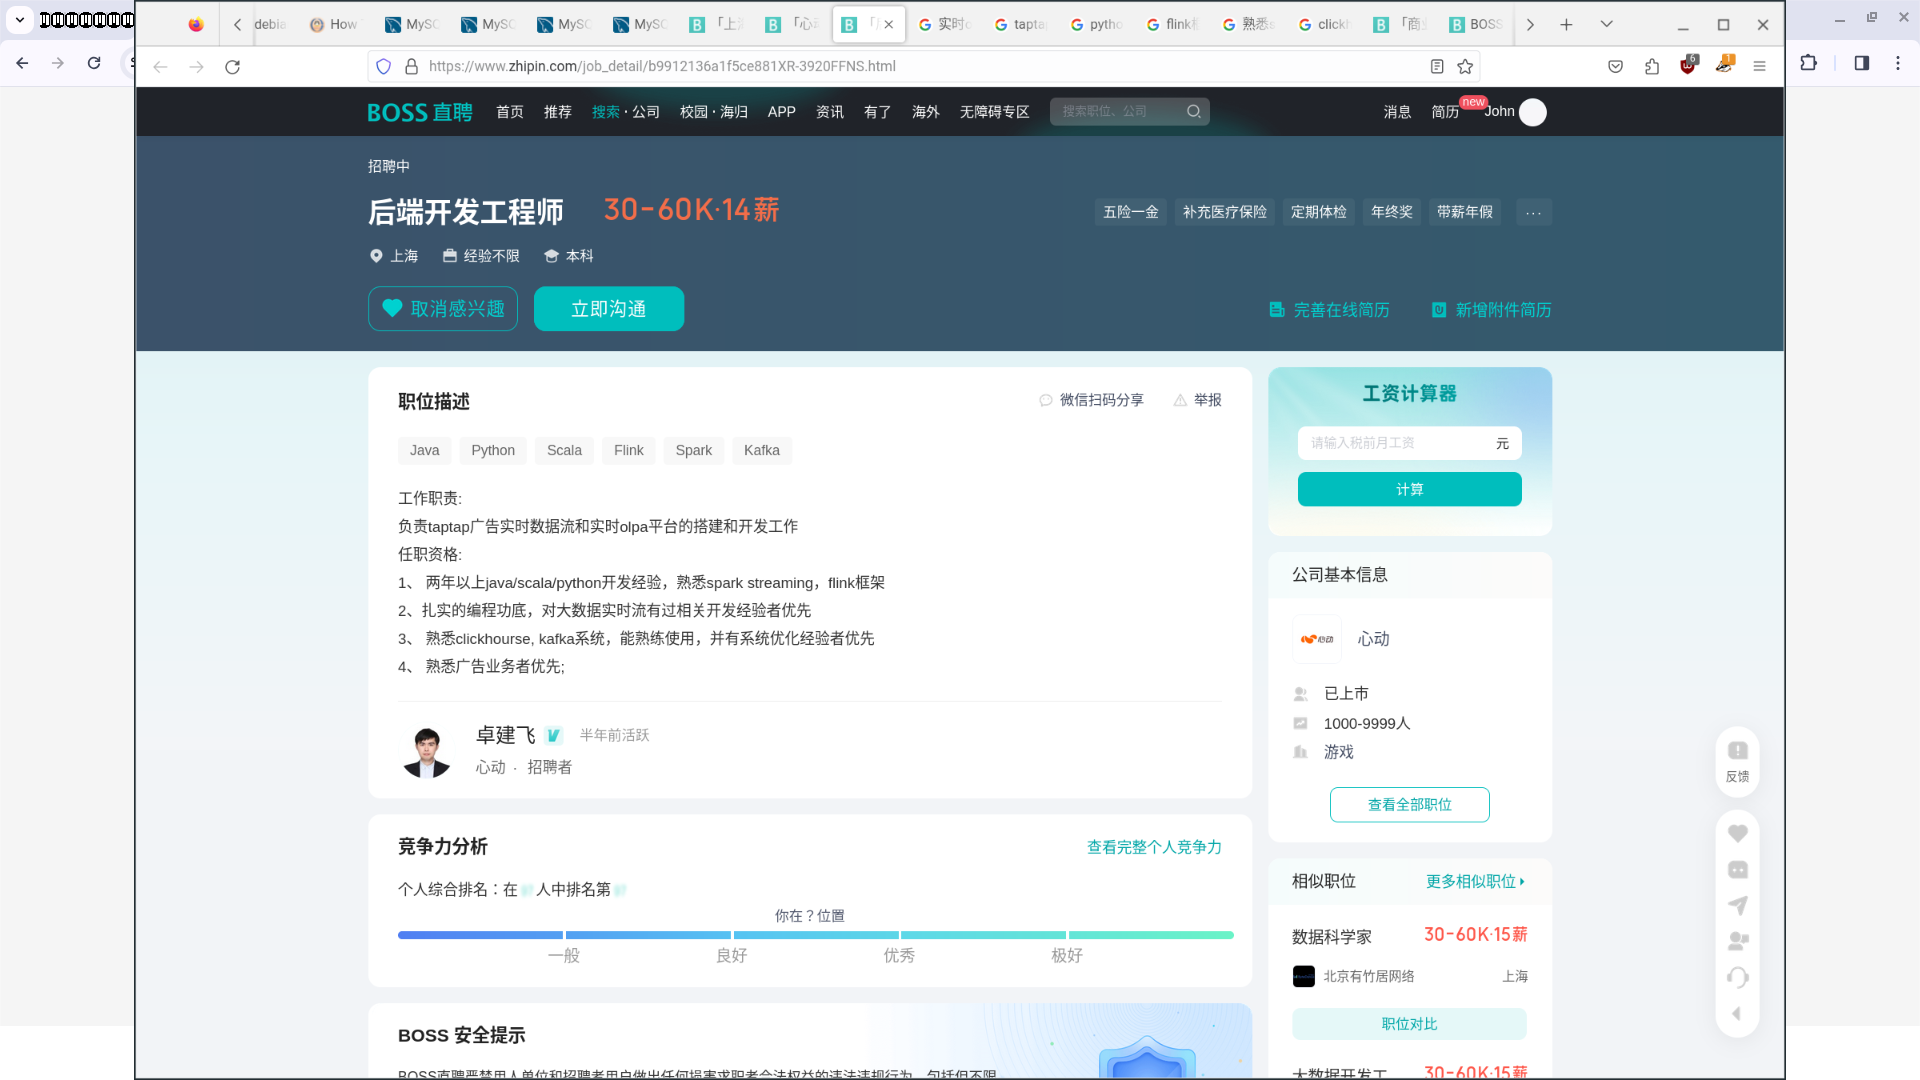 debia
How
MySC
MySC
MySC
MySC
「上海
「心动
实时o
tapta
pytho
flink框
熟悉s
clickh
「商
BOSS
https://www.zhipin.com/job_detail/b9912136a1f5ce881XR-3920FFNS.html
6
1
BOSS直聘
首页
推荐
搜索 · 公司
校园 · 海归
APP
资讯
有了
海外
无障碍专区
搜索职位、公司
消息
简历
new
John
招聘中
后端开发工程师 30-60K·14薪
五险一金
补充医疗保险
定期体检
年终奖
带薪年假
···
上海
经验不限
本科
取消感兴趣
立即沟通
完善在线简历
新增附件简历
职位描述
微信扫码分享
举报
Java
Python
Scala
Flink
Spark
Kafka
工作职责:
负责taptap广告实时数据流和实时olpa平台的搭建和开发工作
任职资格:
1、 两年以上java/scala/python开发经验，熟悉spark streaming，flink框架
2、扎实的编程功底，对大数据实时流有过相关开发经验者优先
3、 熟悉clickhourse, kafka系统，能熟练使用，并有系统优化经验者优先
4、 熟悉广告业务者优先;
卓建飞
半年前活跃
心动 · 招聘者
竞争力分析
查看完整个人竞争力
个人综合排名：在 人中排名第
你在？位置
一般
良好
优秀
极好
BOSS 安全提示
BOSS直聘严禁用人单位和招聘者用户做出任何损害求职者合法权益的违法违规行为，包括但不限
工资计算器
请输入税前月工资
元
计算
公司基本信息
心动
心动
已上市
1000-9999人
游戏
查看全部职位
相似职位
更多相似职位
数据科学家 30-60K·15薪
北京有竹居网络
上海
职位对比
大数据开发工 30-60K·15薪
反馈